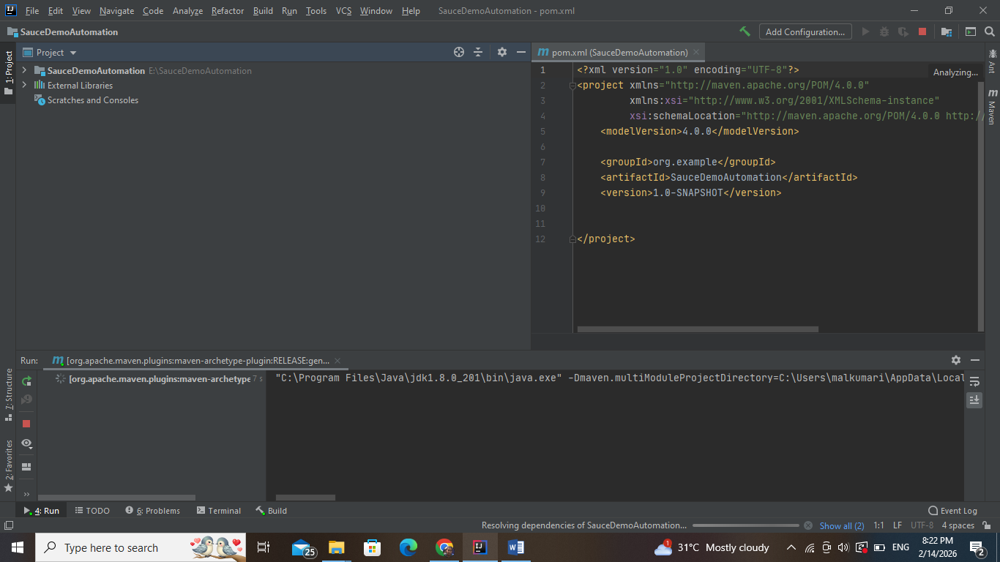 File Edit View Navigate Code Analyze Refactor Build Run Tools VCS Window Help SauceDemoAutomation - pom.xml
SauceDemoAutomation
Add Configuration...
1: Project
Project
SauceDemoAutomation E:\SauceDemoAutomation
External Libraries
Scratches and Consoles
pom.xml (SauceDemoAutomation)
Analyzing...
1 <?xml version="1.0" encoding="UTF-8"?>
2 <project xmlns="http://maven.apache.org/POM/4.0.0"
3 xmlns:xsi="http://www.w3.org/2001/XMLSchema-instance"
4 xsi:schemaLocation="http://maven.apache.org/POM/4.0.0 http:/
5 <modelVersion>4.0.0</modelVersion>
6
7 <groupId>org.example</groupId>
8 <artifactId>SauceDemoAutomation</artifactId>
9 <version>1.0-SNAPSHOT</version>
10
11
12 </project>
Ant
Maven
7: Structure
2: Favorites
Run: [org.apache.maven.plugins:maven-archetype-plugin:RELEASE:gen...
[org.apache.maven.plugins:maven-archetype 7 s
"C:\Program Files\Java\jdk1.8.0_201\bin\java.exe" -Dmaven.multiModuleProjectDirectory=C:\Users\malkumari\AppData\Local
4: Run TODO 6: Problems Terminal Build Event Log
Resolving dependencies of SauceDemoAutomation... Show all (2) 1:1 LF UTF-8 4 spaces
Type here to search
25
1
31°C Mostly cloudy
ENG
8:22 PM
2/14/2026
2